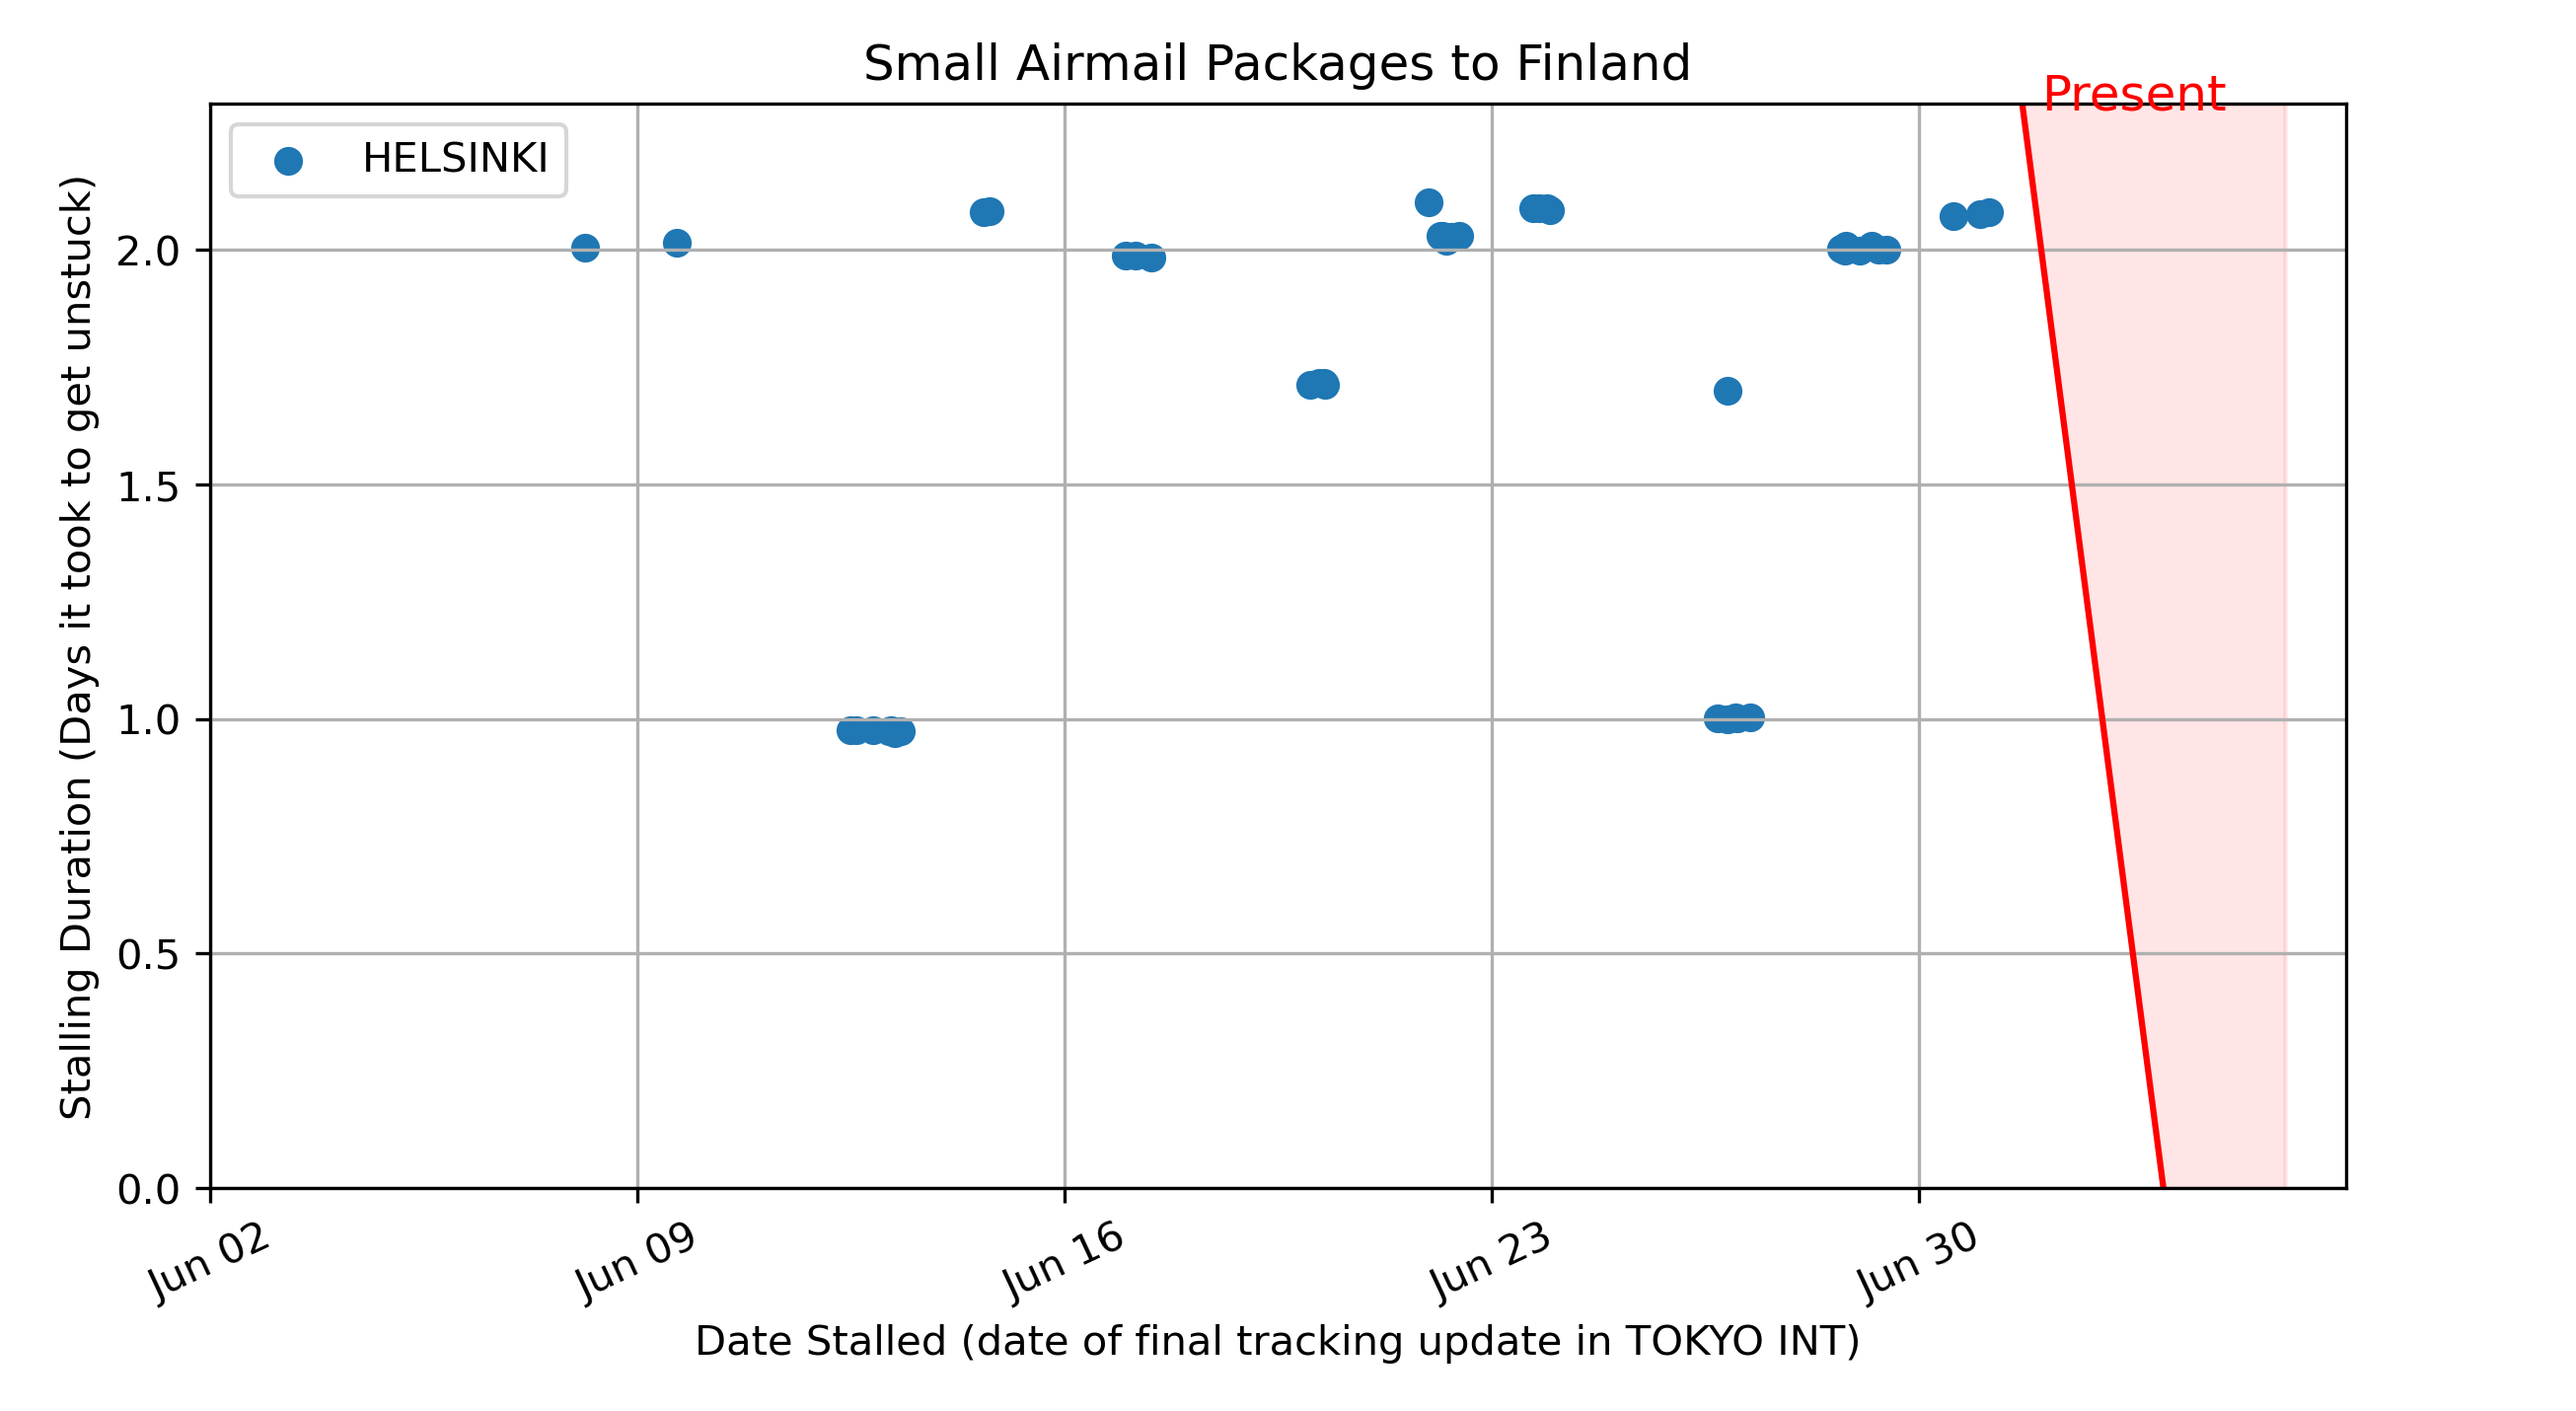 Small Airmail Packages to Finland
Present
HELSINKI
Stalling Duration (Days it took to get unstuck)
2.0
1.5
1.0
0.5
0.0
Jun 02
Jun 09
Jun 16
Jun 23
Jun 30
Date Stalled (date of final tracking update in TOKYO INT)